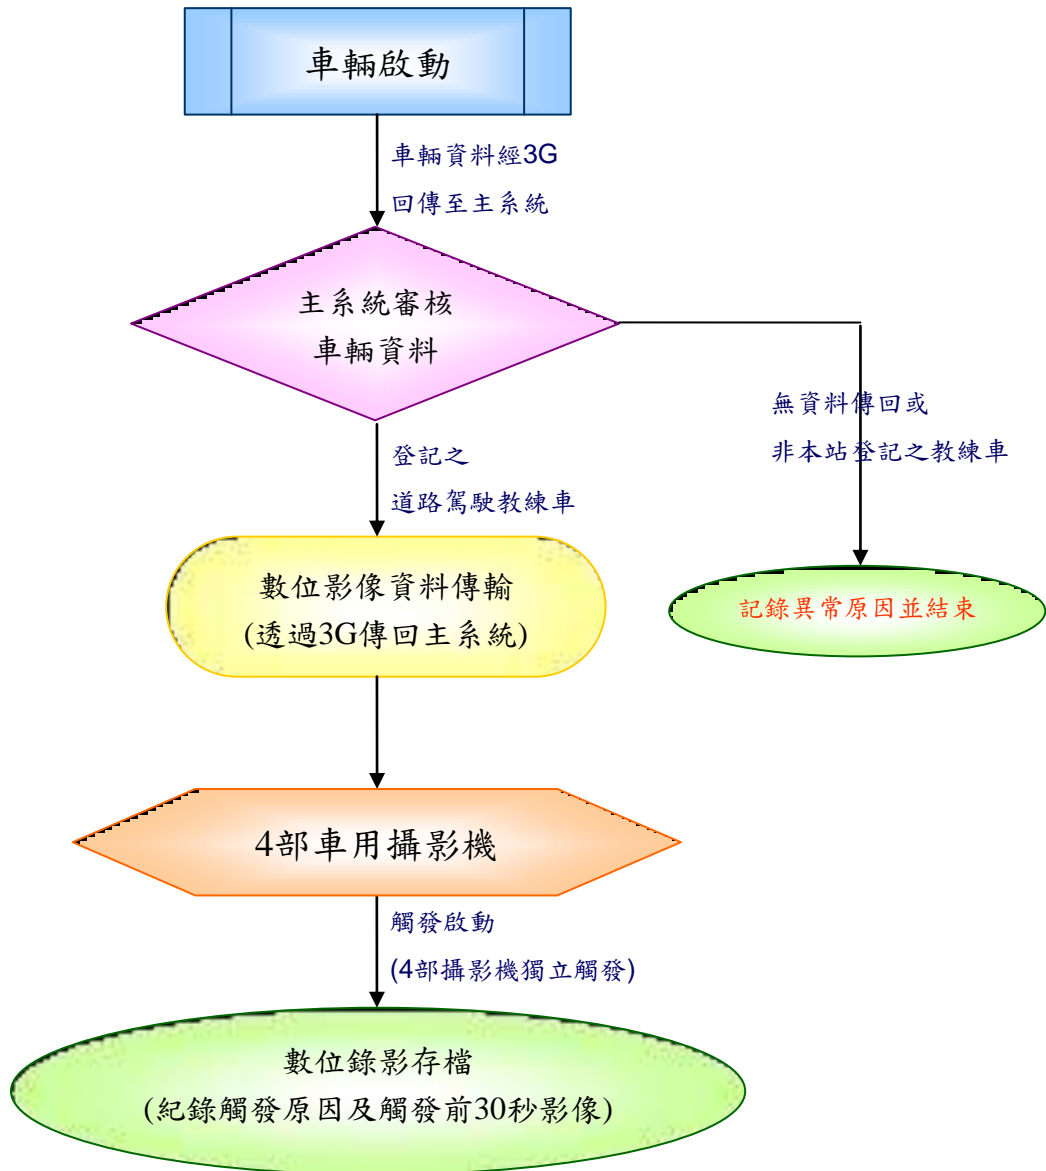 車輛啟動
車輛資料經3G
回傳至主系統
主系統審核
車輛資料
無資料傳回或
非本站登記之教練車
登記之
道路駕駛教練車
數位影像資料傳輸
(透過3G傳回主系統)
記錄異常原因並結束
4部車用攝影機
觸發啟動
(4部攝影機獨立觸發)
數位錄影存檔
(紀錄觸發原因及觸發前30秒影像)